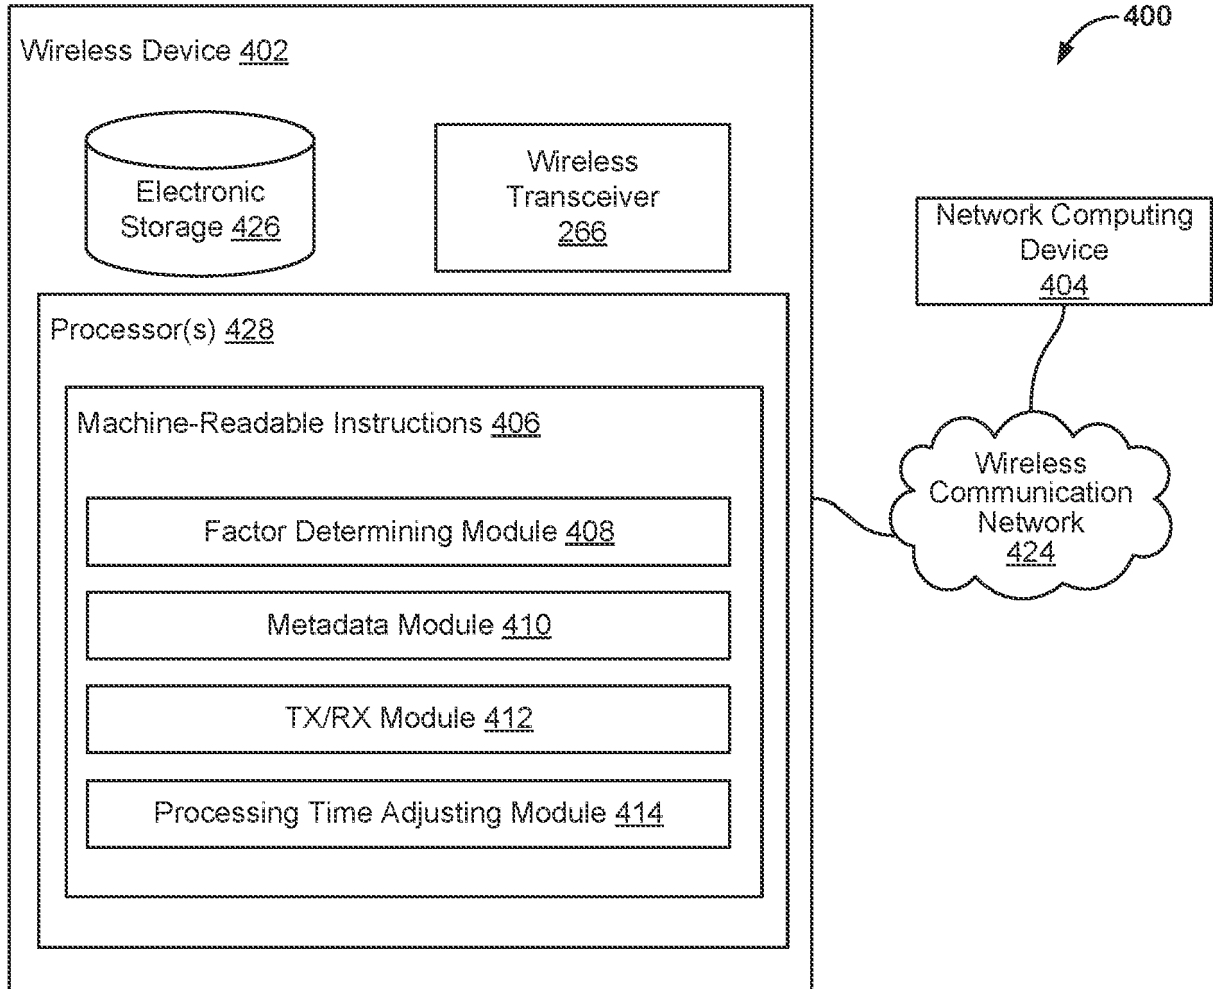 400
Wireless Device 402
Electronic
Storage 426
Wireless
Transceiver
266
Network Computing
Device
404
Processor(s) 428
Machine-Readable Instructions 406
Factor Determining Module 408
Metadata Module 410
TX/RX Module 412
Processing Time Adjusting Module 414
Wireless
Communication
Network
424